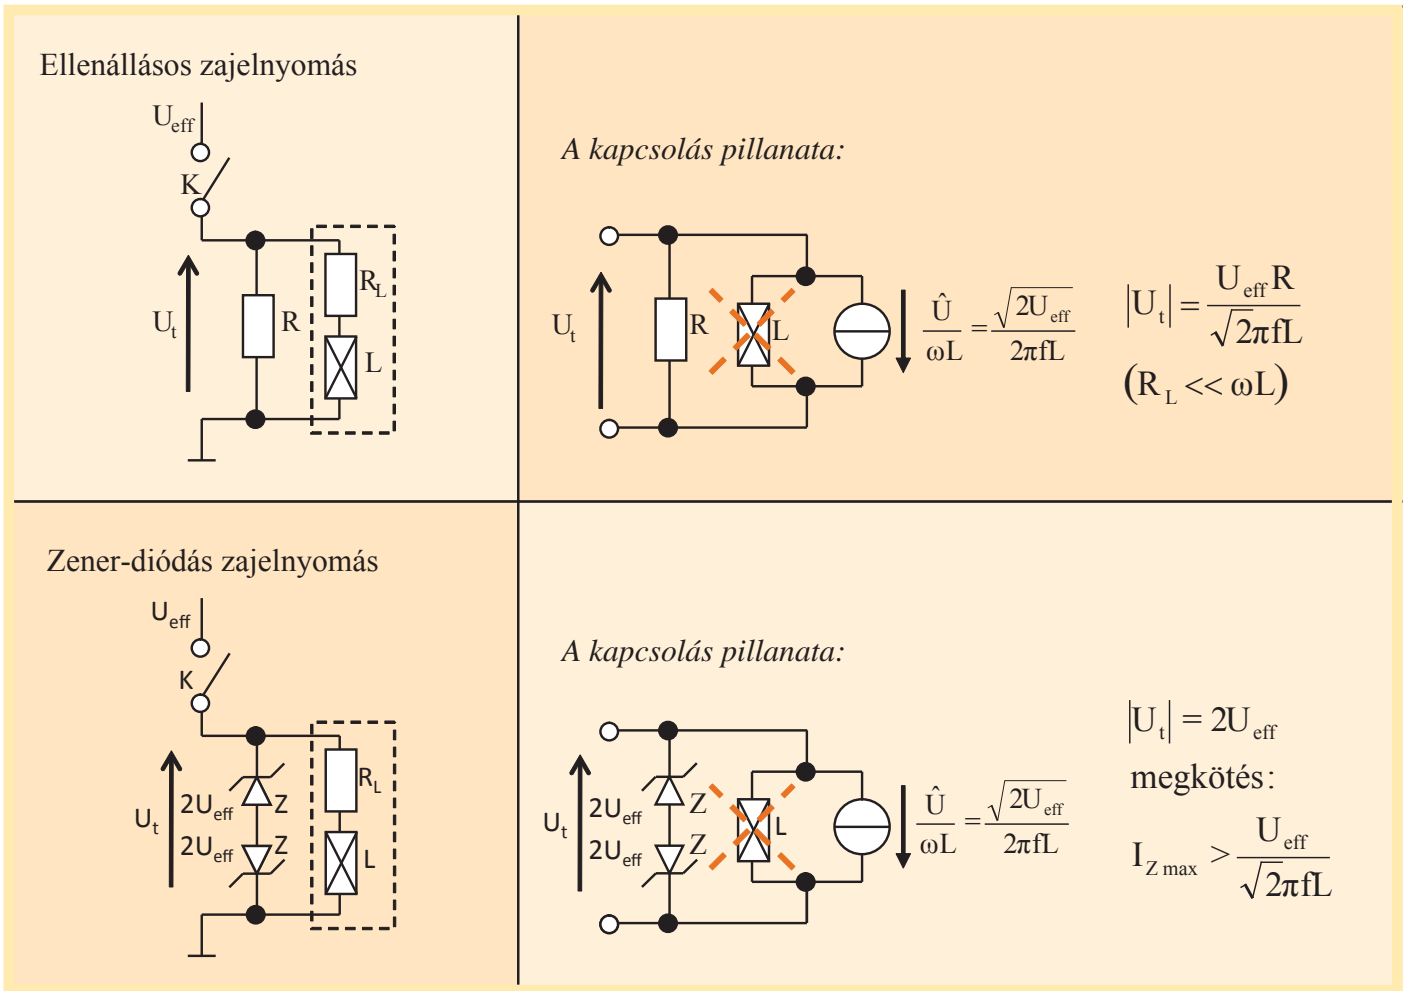 Ellenállásos zajelnyomás
U_eff
K
U_t
R
R_L
L
A kapcsolás pillanata:
U_t
R
L
Û/ωL = √(2U_eff)/2πfL
|U_t| = U_eff R/√2πfL
(R_L << ωL)
Zener-diódás zajelnyomás
U_eff
K
U_t
2U_eff Z
2U_eff Z
R_L
L
A kapcsolás pillanata:
U_t
2U_eff Z
2U_eff Z
L
Û/ωL = √(2U_eff)/2πfL
|U_t| = 2U_eff
megkötés:
I_Z max > U_eff/√2πfL